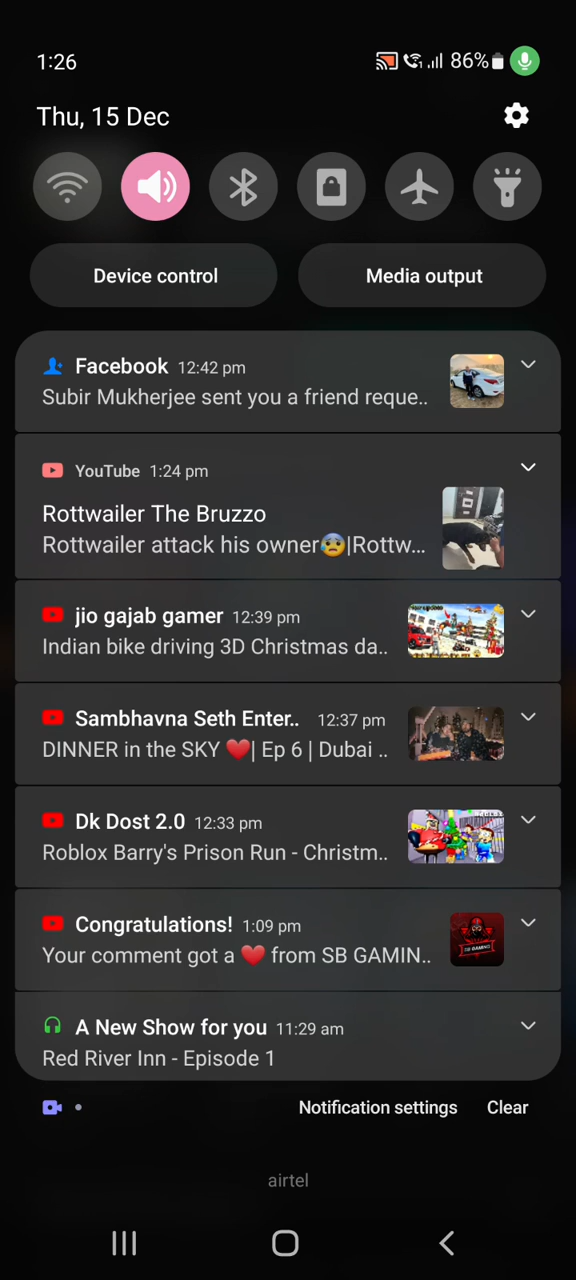 1:26
86%
Thu, 15 Dec
Device control
Media output
Facebook 12:42 pm
Subir Mukherjee sent you a friend reque..
YouTube 1:24 pm
Rottwailer The Bruzzo
Rottwailer attack his owner😰|Rottw...
jio gajab gamer 12:39 pm
Indian bike driving 3D Christmas da..
Sambhavna Seth Enter.. 12:37 pm
DINNER in the SKY ❤️| Ep 6 | Dubai ..
Dk Dost 2.0 12:33 pm
Roblox Barry's Prison Run - Christm..
Congratulations! 1:09 pm
Your comment got a ❤️ from SB GAMIN..
SB GAMING
A New Show for you 11:29 am
Red River Inn - Episode 1
Notification settings
Clear
airtel